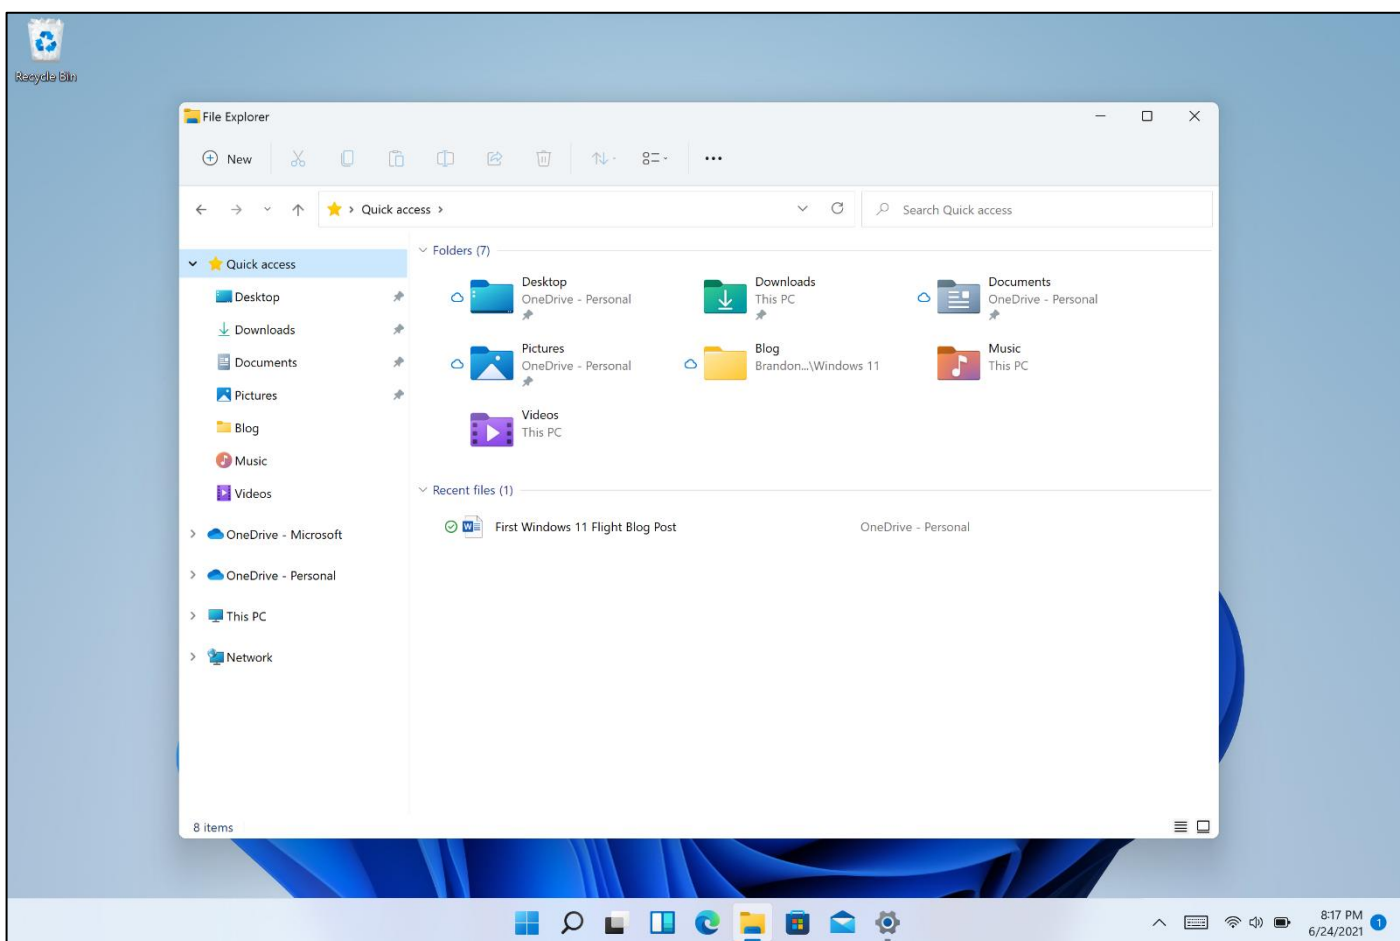 Recycle Bin
File Explorer
New
Quick access
Search Quick access
Quick access
Desktop
Downloads
Documents
Pictures
Blog
Music
Videos
OneDrive - Microsoft
OneDrive - Personal
This PC
Network
Folders (7)
Desktop
OneDrive - Personal
Downloads
This PC
Documents
OneDrive - Personal
Pictures
OneDrive - Personal
Blog
Brandon...\Windows 11
Music
This PC
Videos
This PC
Recent files (1)
First Windows 11 Flight Blog Post
OneDrive - Personal
8 items
8:17 PM
6/24/2021
1